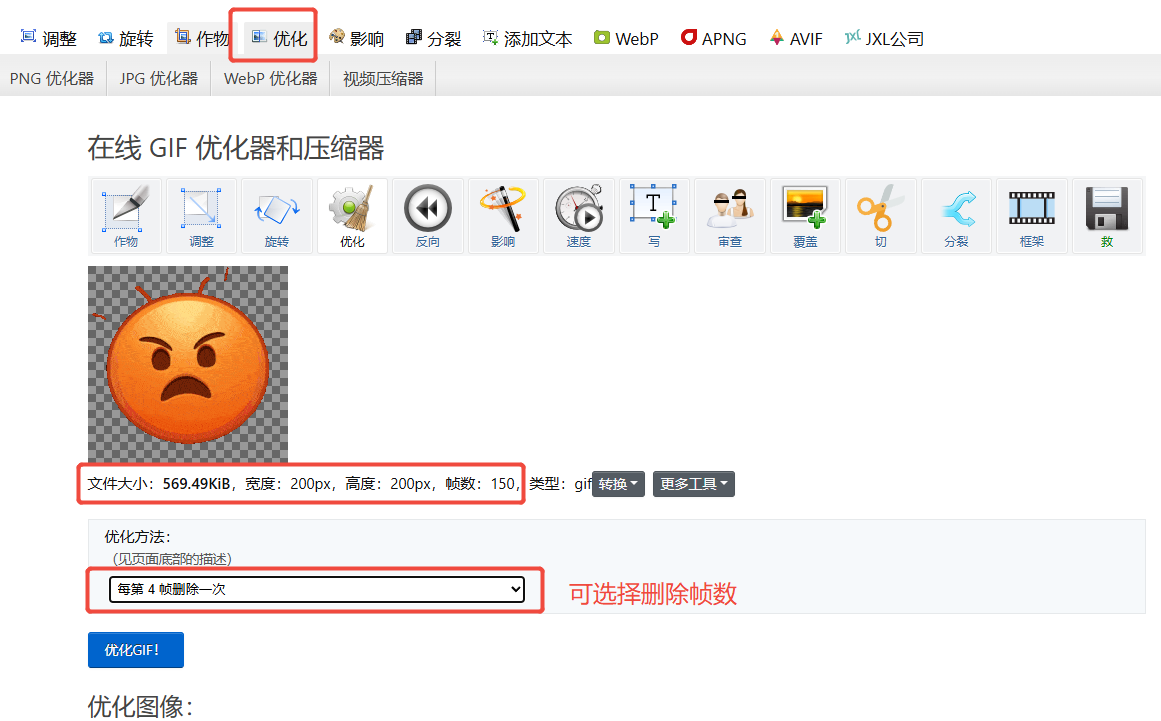 调整 旋转 作物 优化 影响 分裂 添加文本 WebP APNG AVIF JXL公司
PNG 优化器 JPG 优化器 WebP 优化器 视频压缩器
在线 GIF 优化器和压缩器
作物 调整 旋转 优化 反向 影响 速度 写 审查 覆盖 切 分裂 框架 救
文件大小：569.49KiB，宽度：200px，高度：200px，帧数：150，类型：gif 转换 更多工具
优化方法：
（见页面底部的描述）
每第 4 帧删除一次
可选择删除帧数
优化GIF！
优化图像：